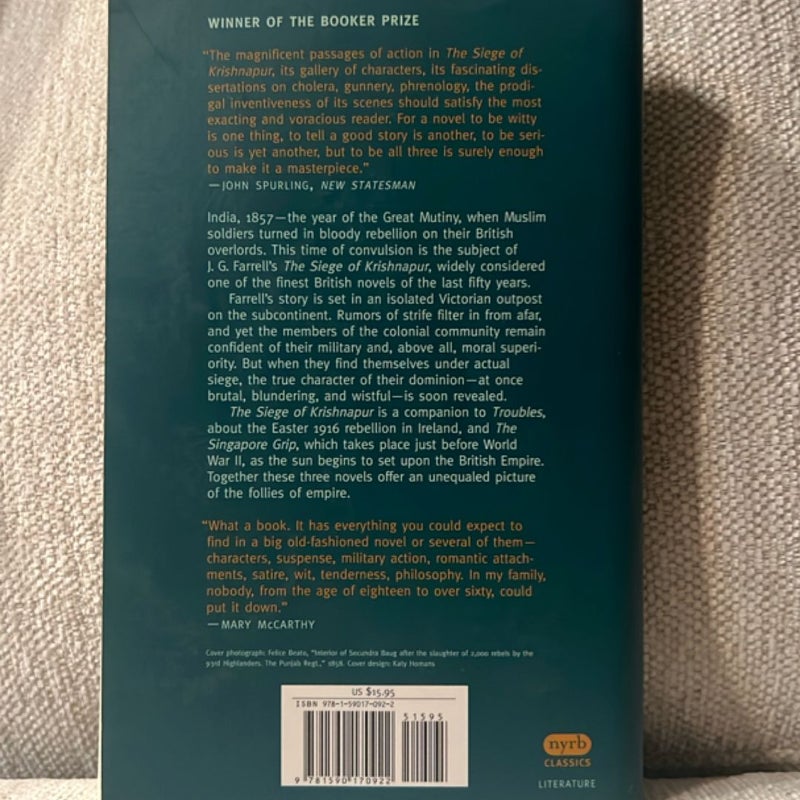 WINNER OF THE BOOKER PRIZE
“The magnificent passages of action in The Siege of
Krishnapur, its gallery of characters, its fascinating dis-
sertations on cholera, gunnery, phrenology, the prodi-
gal inventiveness of its scenes should satisfy the most
exacting and voracious reader. For a novel to be witty
is one thing, to tell a good story is another, to be seri-
ous is yet another, but to be all three is surely enough
to make it a masterpiece.”
—JOHN SPURLING, NEW STATESMAN
India, 1857—the year of the Great Mutiny, when Muslim
soldiers turned in bloody rebellion on their British
overlords. This time of convulsion is the subject of
J. G. Farrell’s The Siege of Krishnapur, widely considered
one of the finest British novels of the last fifty years.
Farrell’s story is set in an isolated Victorian outpost
on the subcontinent. Rumors of strife filter in from afar,
and yet the members of the colonial community remain
confident of their military and, above all, moral superi-
ority. But when they find themselves under actual
siege, the true character of their dominion—at once
brutal, blundering, and wistful—is soon revealed.
The Siege of Krishnapur is a companion to Troubles,
about the Easter 1916 rebellion in Ireland, and The
Singapore Grip, which takes place just before World
War II, as the sun begins to set upon the British Empire.
Together these three novels offer an unequaled picture
of the follies of empire.
“What a book. It has everything you could expect to
find in a big old-fashioned novel or several of them—
characters, suspense, military action, romantic attach-
ments, satire, wit, tenderness, philosophy. In my family,
nobody, from the age of eighteen to over sixty, could
put it down.”
—MARY McCARTHY
Cover photograph: Felice Beato, “Interior of Secundra Baug after the slaughter of 2,000 rebels by the
93rd Highlanders. The Punjab Regt.,” 1858. Cover design: Katy Homans
US $15.95
ISBN 978-1-59017-092-2
51595
9 781590 170922
nyrb
CLASSICS
LITERATURE